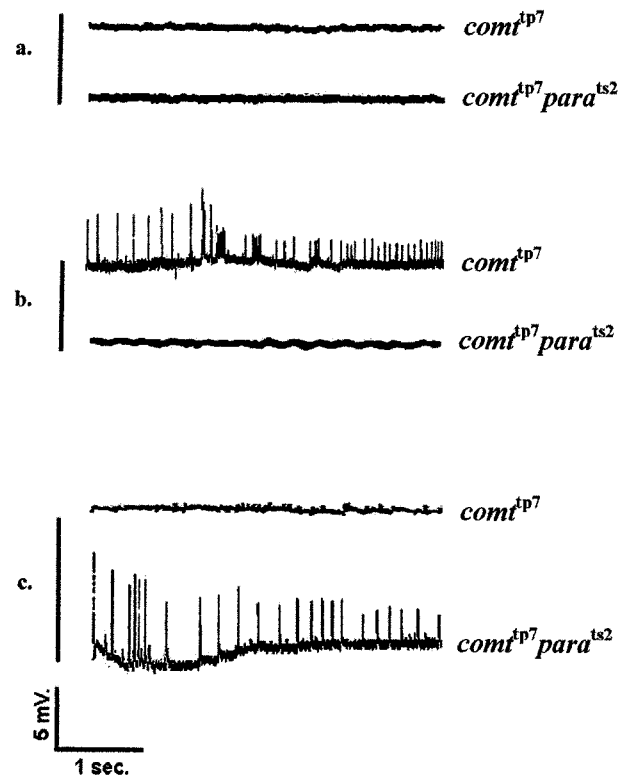 a.
comt^tp7
comt^tp7 para^ts2
b.
comt^tp7
comt^tp7 para^ts2
c.
comt^tp7
comt^tp7 para^ts2
5 mV.
1 sec.